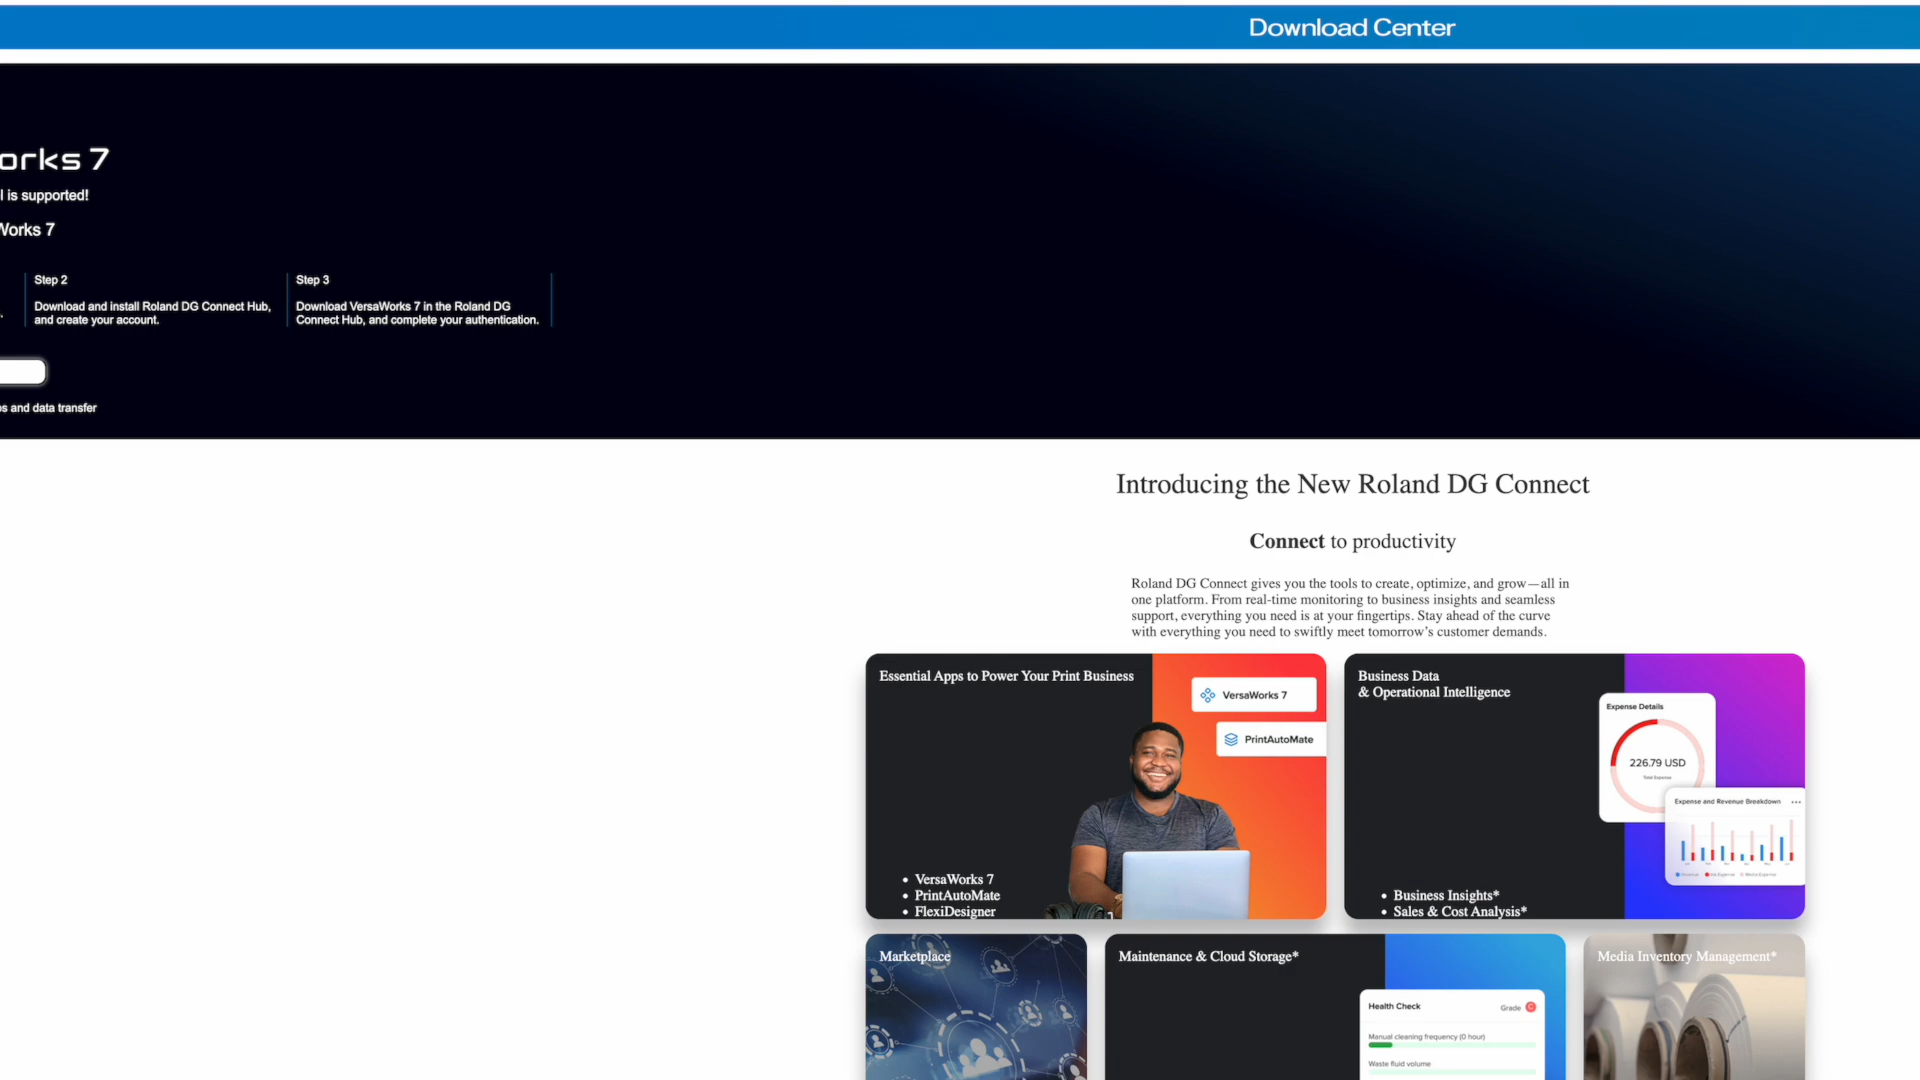 Download Center
orks 7
l is supported!
Works 7
Step 2
Download and install Roland DG Connect Hub,
and create your account.
Step 3
Download VersaWorks 7 in the Roland DG
Connect Hub, and complete your authentication.
s and data transfer
Introducing the New Roland DG Connect
Connect to productivity
Roland DG Connect gives you the tools to create, optimize, and grow—all in
one platform. From real-time monitoring to business insights and seamless
support, everything you need is at your fingertips. Stay ahead of the curve
with everything you need to swiftly meet tomorrow's customer demands.
Essential Apps to Power Your Print Business
VersaWorks 7
PrintAutoMate
• VersaWorks 7
• PrintAutoMate
• FlexiDesigner
Business Data
& Operational Intelligence
Expense Details
226.79 USD
Total Expense
Expense and Revenue Breakdown
• Business Insights*
• Sales & Cost Analysis*
Marketplace
Maintenance & Cloud Storage*
Health Check
Grade C
Manual cleaning frequency (0 hour)
Waste fluid volume
Media Inventory Management*